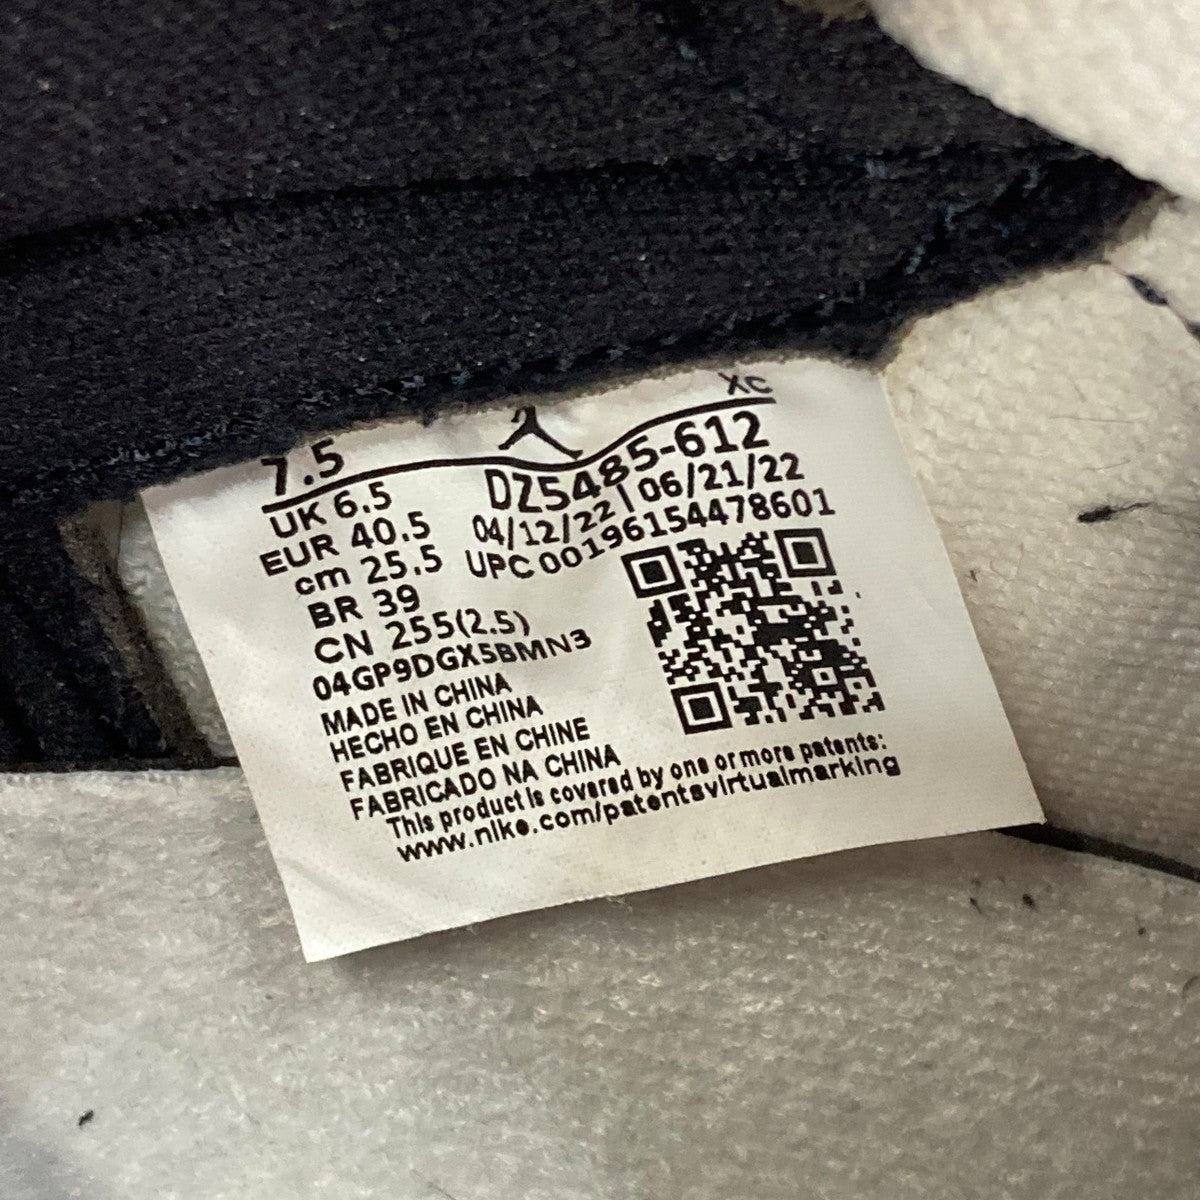 XC
7.5
UK 6.5
EUR 40.5
cm 25.5
BR 39
CN 255(2.5)
DZ5485-612
04/12/22 | 06/21/22
UPC 00196154478601
04GP9DGX5BMN3
MADE IN CHINA
HECHO EN CHINA
FABRIQUE EN CHINE
FABRICADO NA CHINA
This product is covered by one or more patents:
www.nike.com/patentsvirtualmarking